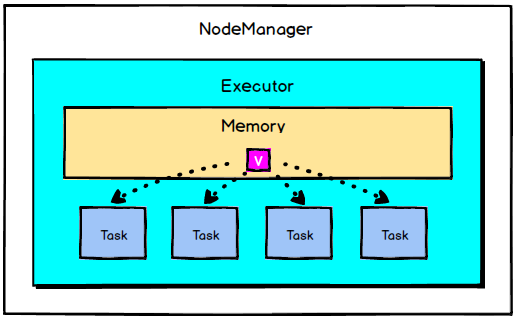 NodeManager
Executor
Memory
V
Task Task Task Task